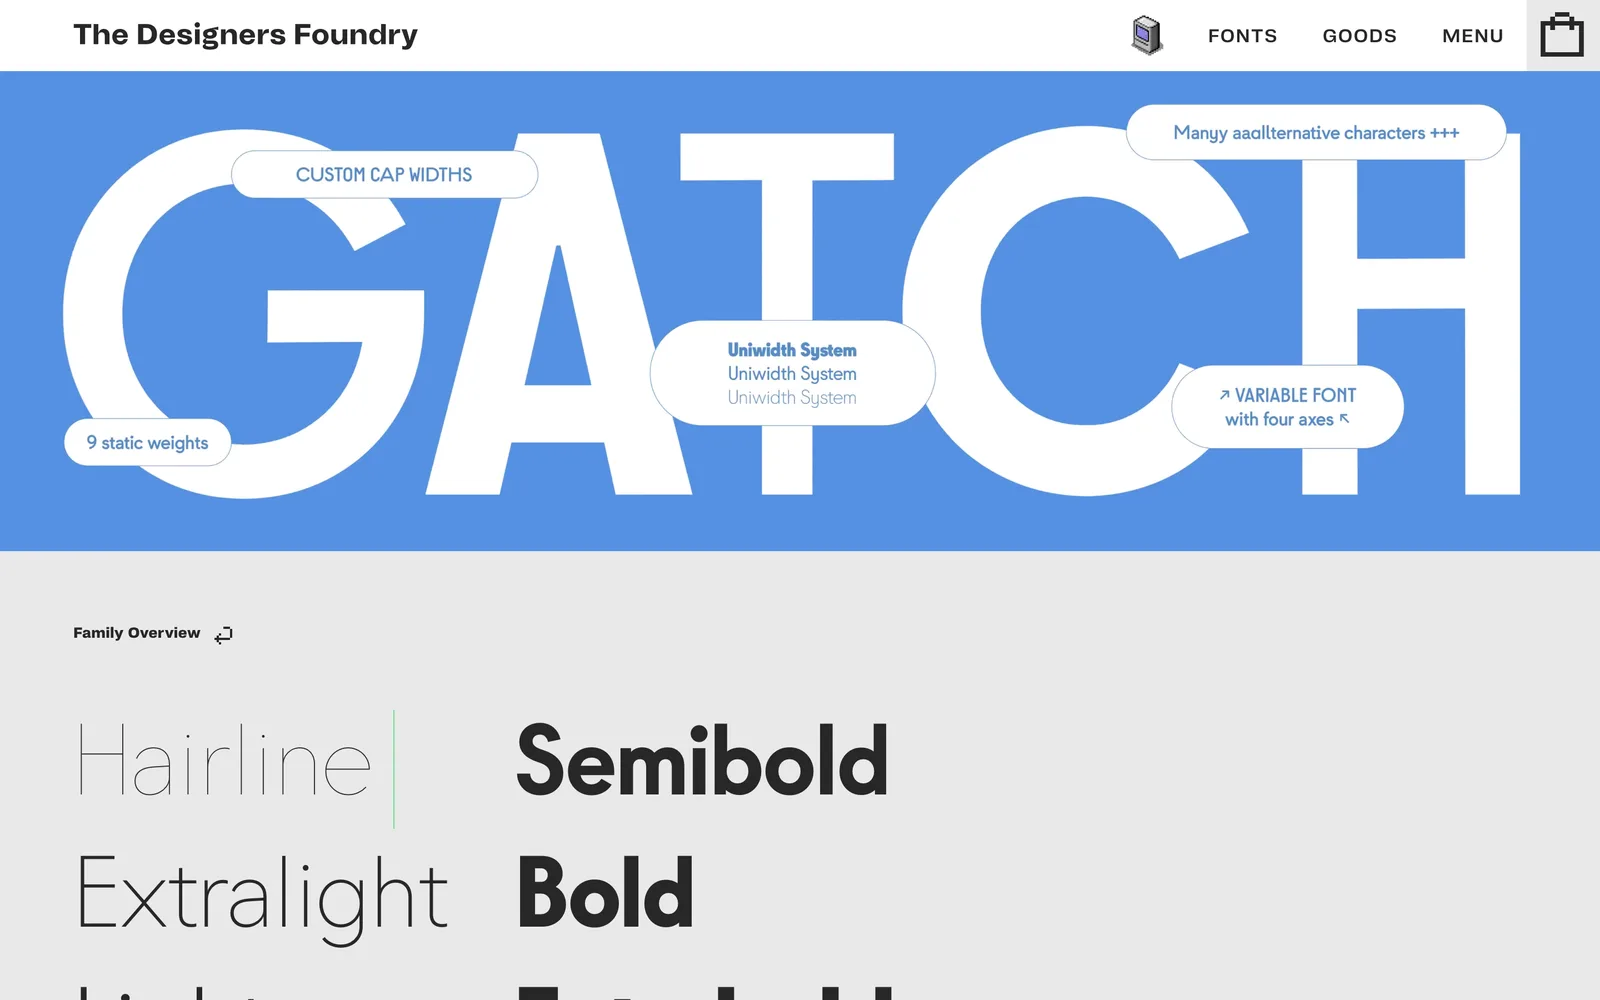 The Designers Foundry
FONTS
GOODS
MENU
GATCH
CUSTOM CAP WIDTHS
Manyy aaallternative characters +++
Uniwidth System
Uniwidth System
Uniwidth System
↗ VARIABLE FONT
with four axes ↖
9 static weights
Family Overview
Hairline
Semibold
Extralight
Bold